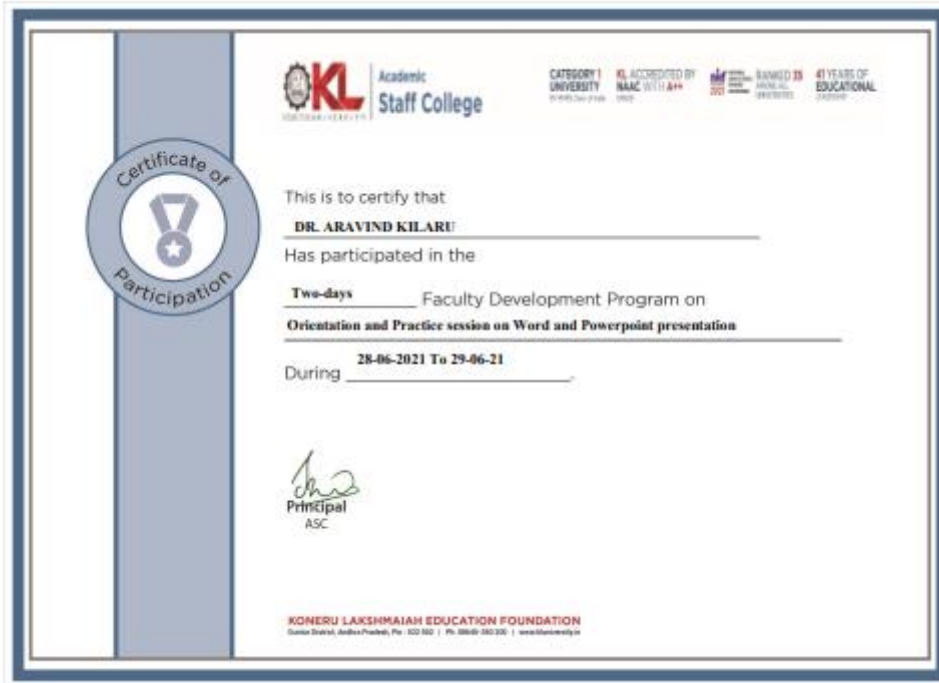 KL
Academic
Staff College
CATEGORY 1
UNIVERSITY
KL ACCREDITED BY
NAAC WITH A++
RANKED 35
41 YEARS OF
EDUCATIONAL
Certificate of
Participation
This is to certify that
DR. ARAVIND KILARU
Has participated in the
Two-days Faculty Development Program on
Orientation and Practice session on Word and Powerpoint presentation
During 28-06-2021 To 29-06-21
Principal
ASC
KONERU LAKSHMAIAH EDUCATION FOUNDATION